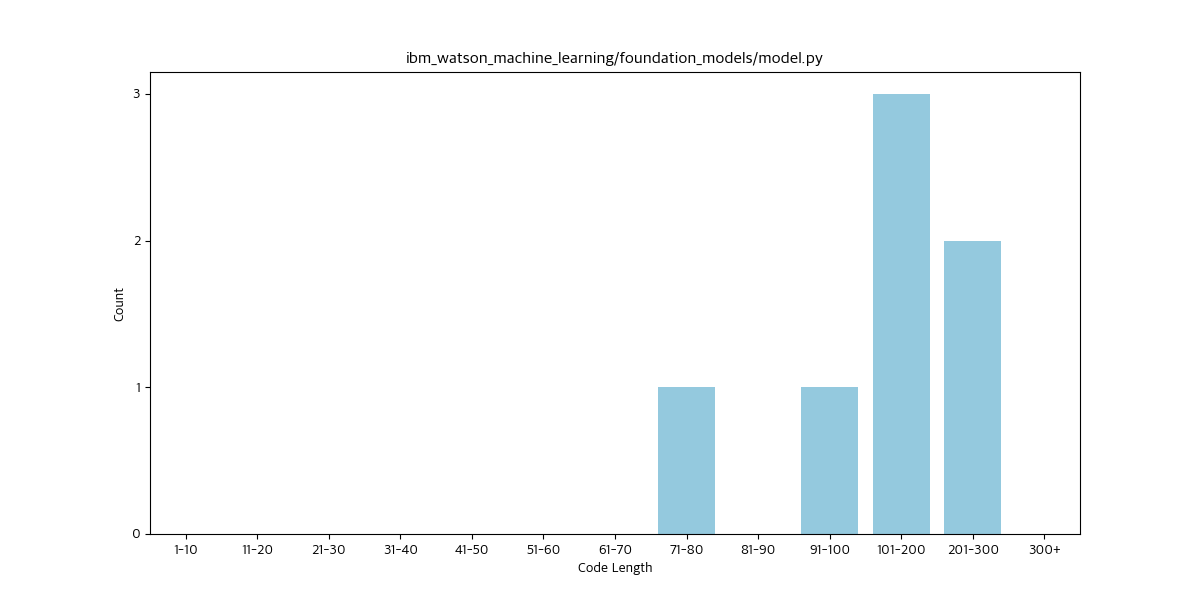 ibm_watson_machine_learning/foundation_models/model.py
3
2
1
0
Count
1-10 11-20 21-30 31-40 41-50 51-60 61-70 71-80 81-90 91-100 101-200 201-300 300+
Code Length